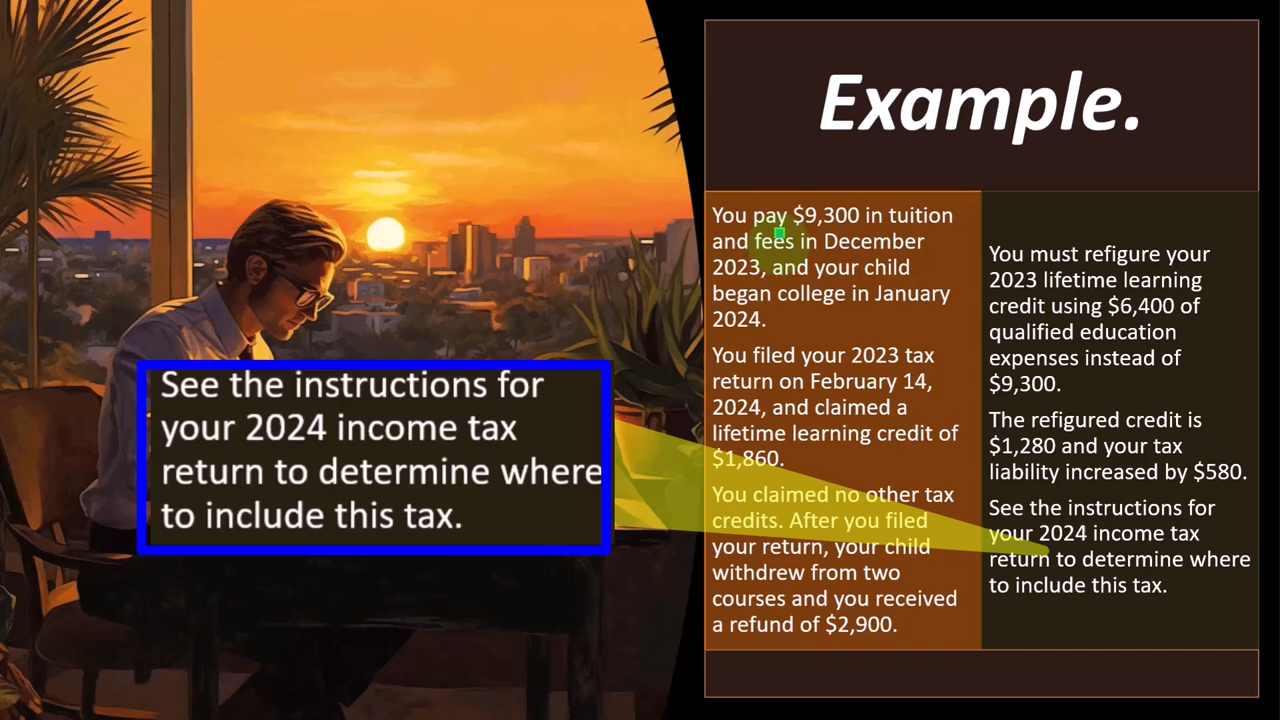 Example.
You pay $9,300 in tuition
and fees in December
2023, and your child
began college in January
2024.
You filed your 2023 tax
return on February 14,
2024, and claimed a
lifetime learning credit of
$1,860.
You claimed no other tax
credits. After you filed
your return, your child
withdrew from two
courses and you received
a refund of $2,900.
You must refigure your
2023 lifetime learning
credit using $6,400 of
qualified education
expenses instead of
$9,300.
The refigured credit is
$1,280 and your tax
liability increased by $580.
See the instructions for
your 2024 income tax
return to determine where
to include this tax.
See the instructions for
your 2024 income tax
return to determine where
to include this tax.